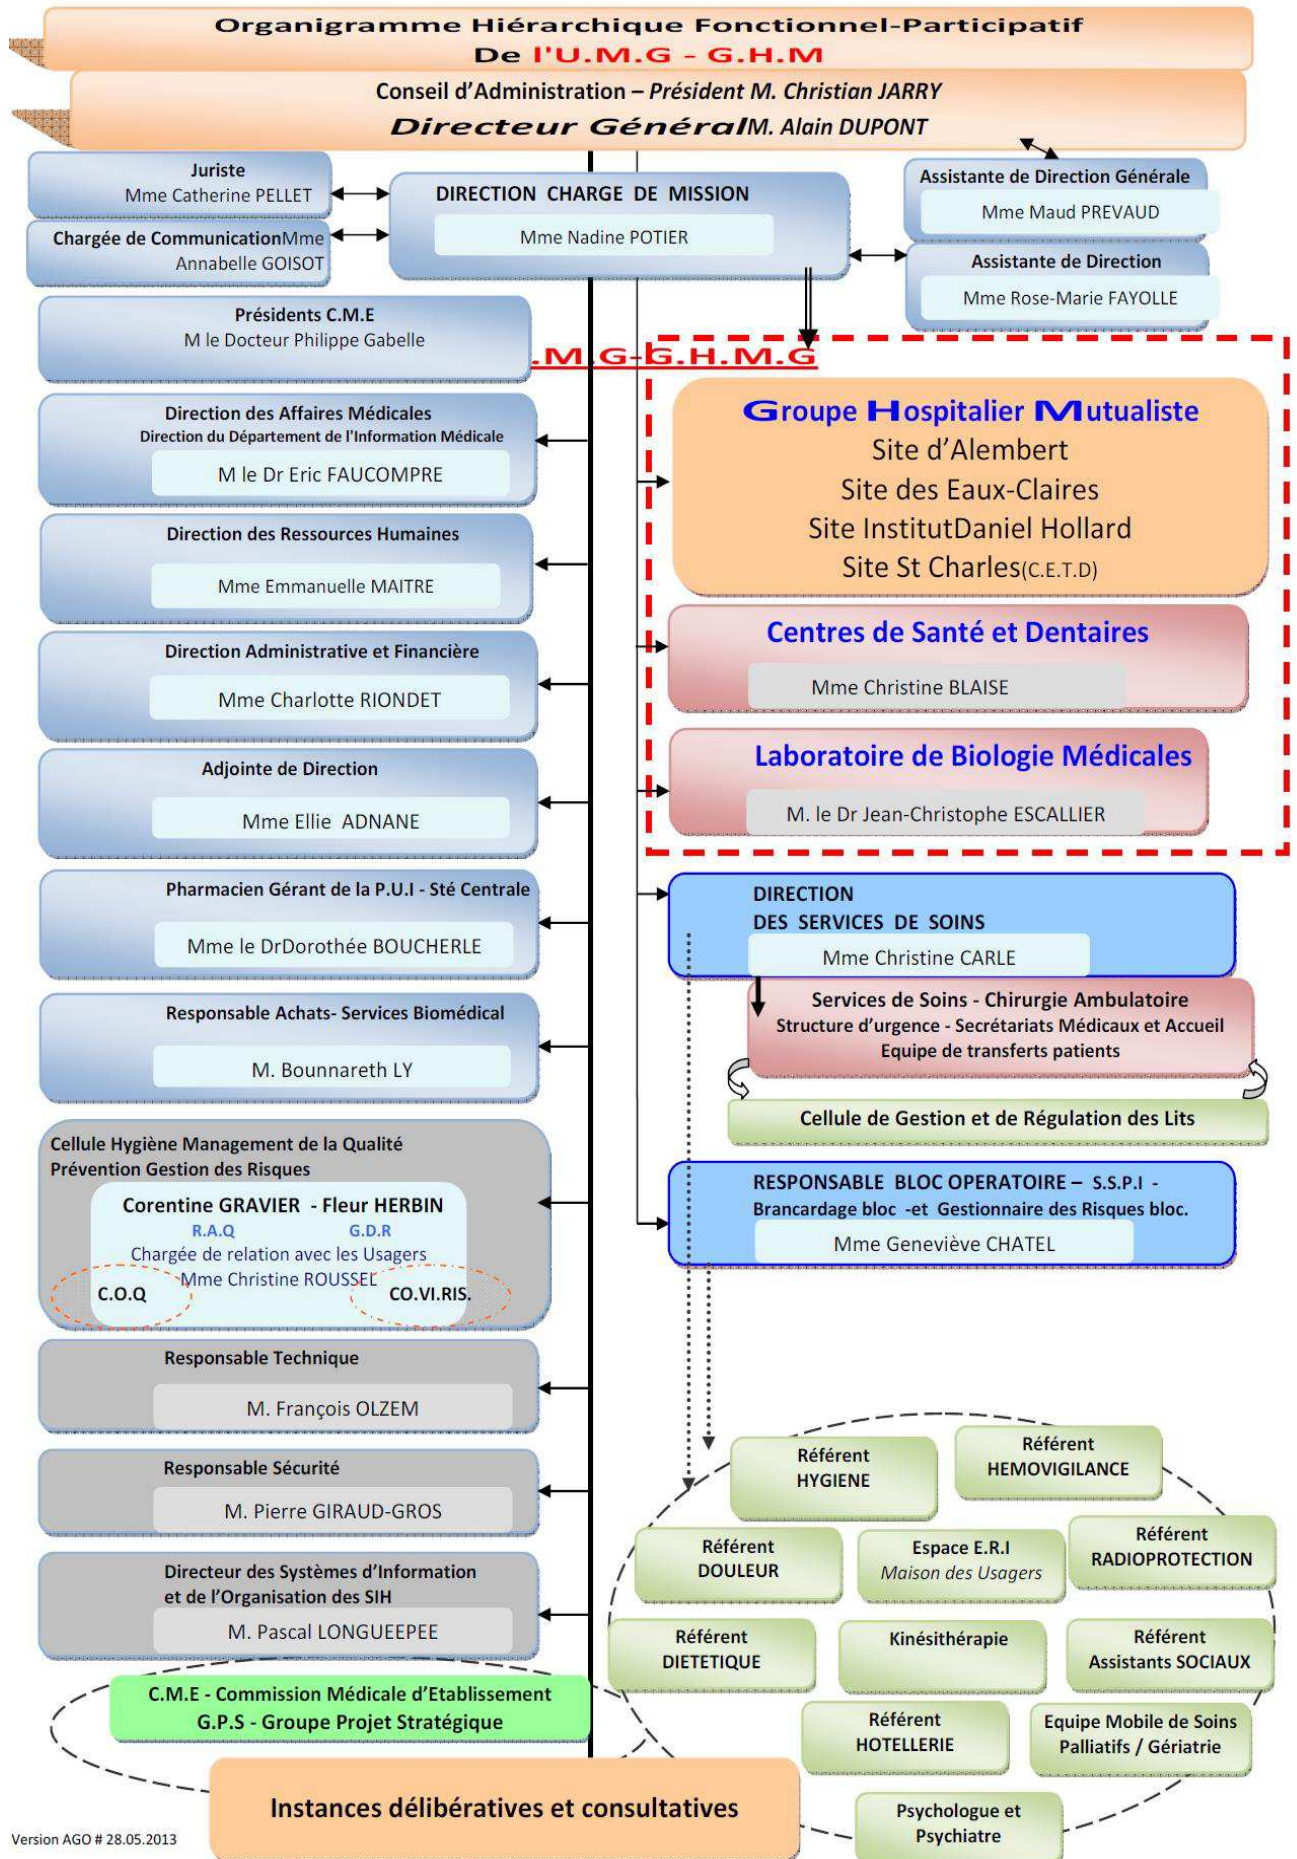 Organigramme Hiérarchique Fonctionnel-Participatif
De l'U.M.G - G.H.M
Conseil d'Administration – Président M. Christian JARRY
Directeur Général M. Alain DUPONT
Juriste
Mme Catherine PELLET
Chargée de CommunicationMme
Annabelle GOISOT
DIRECTION CHARGE DE MISSION
Mme Nadine POTIER
Assistante de Direction Générale
Mme Maud PREVAUD
Assistante de Direction
Mme Rose-Marie FAYOLLE
Présidents C.M.E
M le Docteur Philippe Gabelle
.M.G-G.H.M.G
Direction des Affaires Médicales
Direction du Département de l'Information Médicale
M le Dr Eric FAUCOMPRE
Direction des Ressources Humaines
Mme Emmanuelle MAITRE
Direction Administrative et Financière
Mme Charlotte RIONDET
Adjointe de Direction
Mme Ellie ADNANE
Pharmacien Gérant de la P.U.I - Sté Centrale
Mme le DrDorothée BOUCHERLE
Responsable Achats- Services Biomédical
M. Bounnareth LY
Cellule Hygiène Management de la Qualité
Prévention Gestion des Risques
Corentine GRAVIER - Fleur HERBIN
R.A.Q G.D.R
Chargée de relation avec les Usagers
Mme Christine ROUSSEL
C.O.Q CO.VI.RIS.
Responsable Technique
M. François OLZEM
Responsable Sécurité
M. Pierre GIRAUD-GROS
Directeur des Systèmes d'Information
et de l'Organisation des SIH
M. Pascal LONGUEEPEE
C.M.E - Commission Médicale d'Etablissement
G.P.S - Groupe Projet Stratégique
Instances délibératives et consultatives
Groupe Hospitalier Mutualiste
Site d'Alembert
Site des Eaux-Claires
Site InstitutDaniel Hollard
Site St Charles(C.E.T.D)
Centres de Santé et Dentaires
Mme Christine BLAISE
Laboratoire de Biologie Médicales
M. le Dr Jean-Christophe ESCALLIER
DIRECTION
DES SERVICES DE SOINS
Mme Christine CARLE
Services de Soins - Chirurgie Ambulatoire
Structure d'urgence - Secrétariats Médicaux et Accueil
Equipe de transferts patients
Cellule de Gestion et de Régulation des Lits
RESPONSABLE BLOC OPERATOIRE – S.S.P.I -
Brancardage bloc -et Gestionnaire des Risques bloc.
Mme Geneviève CHATEL
Référent
HYGIENE
Référent
HEMOVIGILANCE
Référent
DOULEUR
Espace E.R.I
Maison des Usagers
Référent
RADIOPROTECTION
Référent
DIETETIQUE
Kinésithérapie
Référent
Assistants SOCIAUX
Référent
HOTELLERIE
Equipe Mobile de Soins
Palliatifs / Gériatrie
Psychologue et
Psychiatre
Version AGO # 28.05.2013